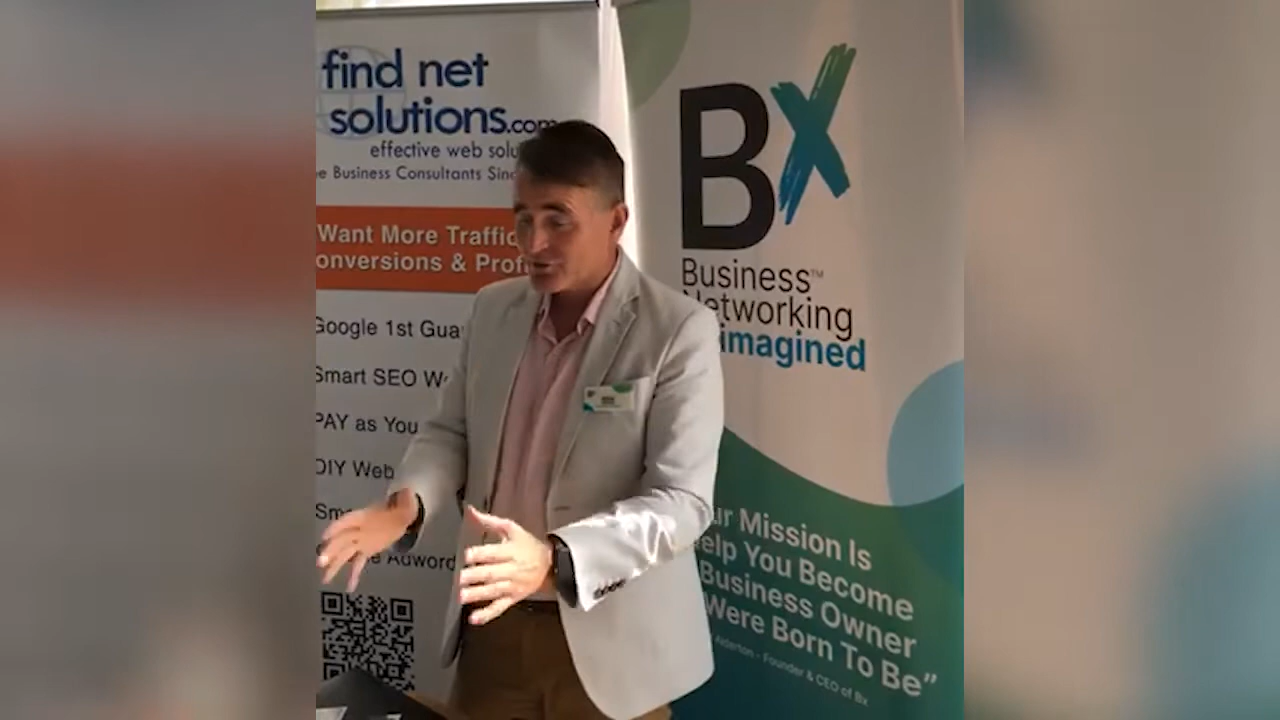 find net
solutions.com
effective web solu
e Business Consultants Sinc
Want More Traffic
onversions & Prof
Google 1st Gua
Smart SEO W
PAY as You
DIY Web
Sm
Adword
Bx
Business™
Networking
imagined
ur Mission Is
elp You Become
Business Owner
Were Born To Be”
Alderton - Founder & CEO of Bx